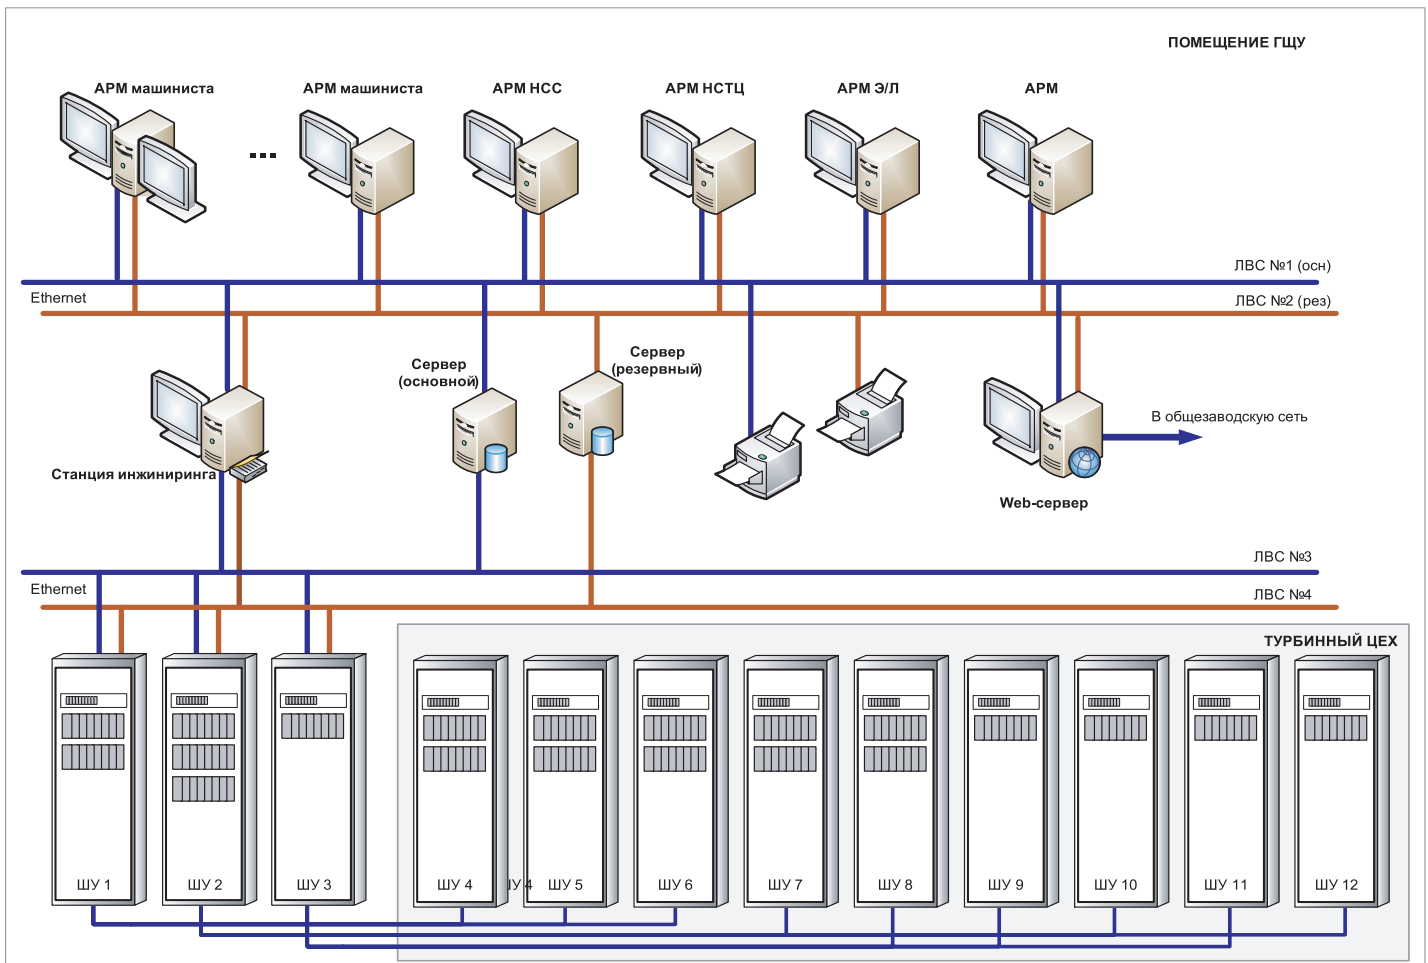 ПОМЕЩЕНИЕ ГЩУ
АРМ машиниста
АРМ машиниста
АРМ НСС
АРМ НСТЦ
АРМ Э/Л
АРМ
...
ЛВС №1 (осн)
Ethernet
ЛВС №2 (рез)
Сервер
(основной)
Сервер
(резервный)
В общезаводскую сеть
Станция инжиниринга
Web-сервер
ЛВС №3
Ethernet
ЛВС №4
ТУРБИННЫЙ ЦЕХ
ШУ 1
ШУ 2
ШУ 3
ШУ 4
ШУ 4
ШУ 5
ШУ 6
ШУ 7
ШУ 8
ШУ 9
ШУ 10
ШУ 11
ШУ 12